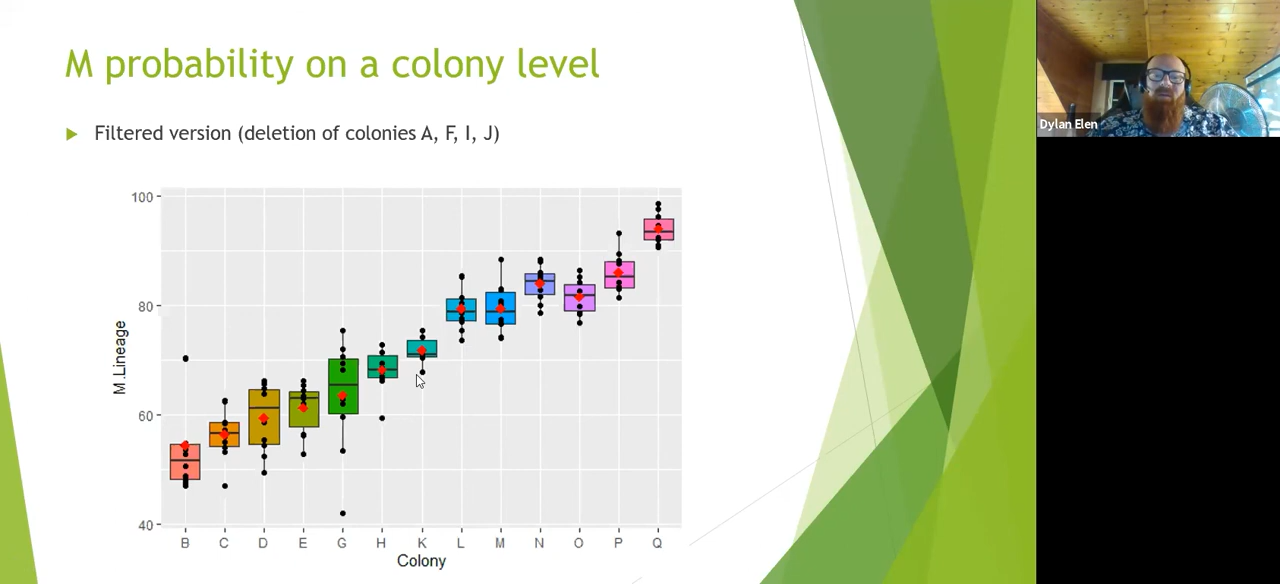 M probability on a colony level
Filtered version (deletion of colonies A, F, I, J)
100
80
60
40
M.Lineage
B C D E G H K L M N O P Q
Colony
Dylan Elen